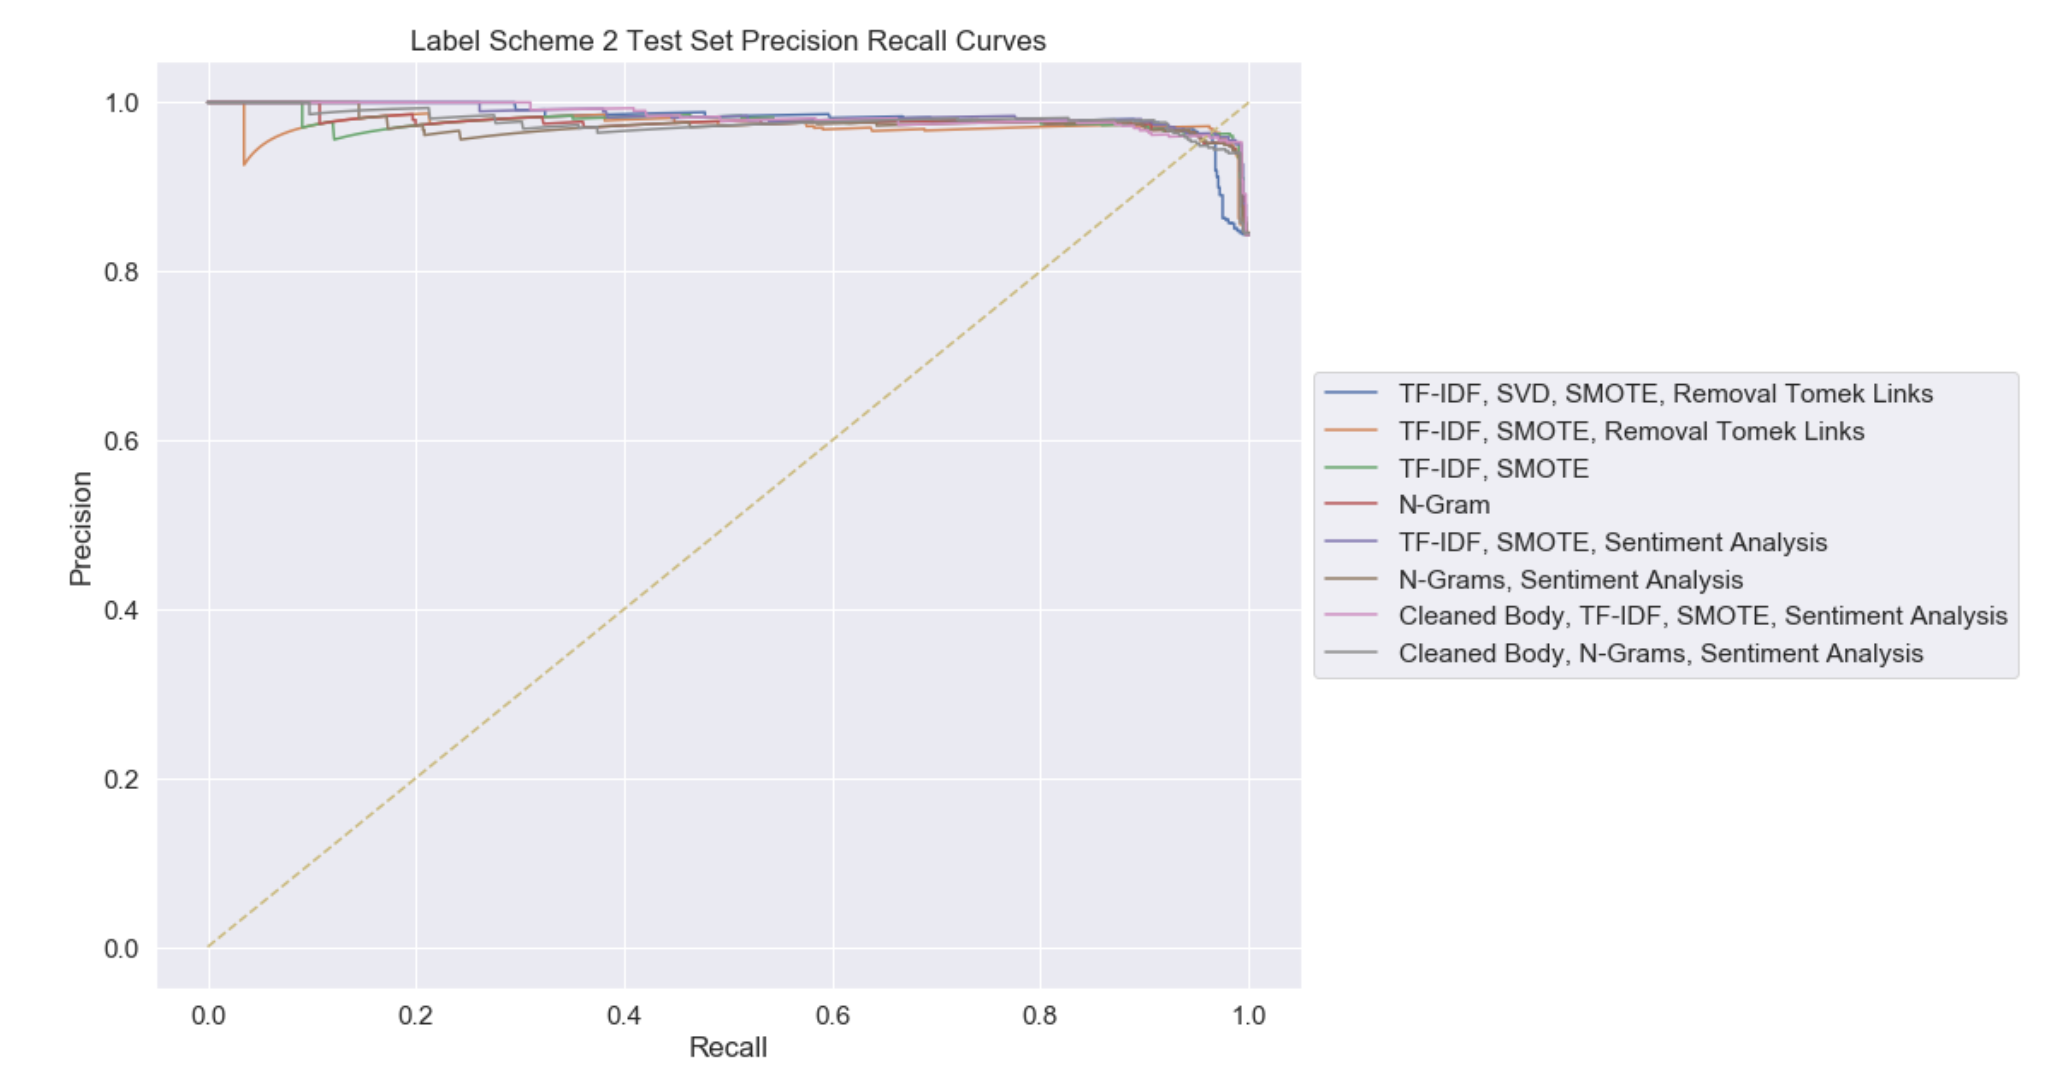 Label Scheme 2 Test Set Precision Recall Curves
1.0
0.8
0.6
0.4
0.2
0.0
Precision
0.0 0.2 0.4 0.6 0.8 1.0
Recall
TF-IDF, SVD, SMOTE, Removal Tomek Links
TF-IDF, SMOTE, Removal Tomek Links
TF-IDF, SMOTE
N-Gram
TF-IDF, SMOTE, Sentiment Analysis
N-Grams, Sentiment Analysis
Cleaned Body, TF-IDF, SMOTE, Sentiment Analysis
Cleaned Body, N-Grams, Sentiment Analysis